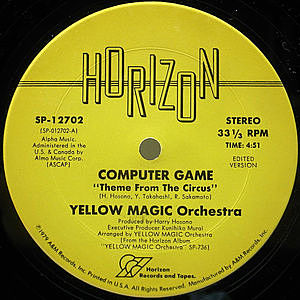 HORIZON
SP-12702
(SP-012702-A)
Alpha Music,
Administered in the
U.S. & Canada by
Almo Music Corp.
(ASCAP)
STEREO
33 1/3 RPM
TIME: 4:51
EDITED
VERSION
COMPUTER GAME
"Theme From The Circus"
(H. Hosono, Y. Takahashi, R. Sakamoto)
YELLOW MAGIC Orchestra
Produced by Harry Hosono
Executive Producer Kunihiko Murai
Arranged by YELLOW MAGIC Orchestra
(From the Horizon Album,
"YELLOW MAGIC Orchestra" SP-736)
Horizon
Records and Tapes.
©1979 A&M Records, Inc. Printed in U.S.A. All Rights Reserved. Manufactured by A&M Records, Inc.